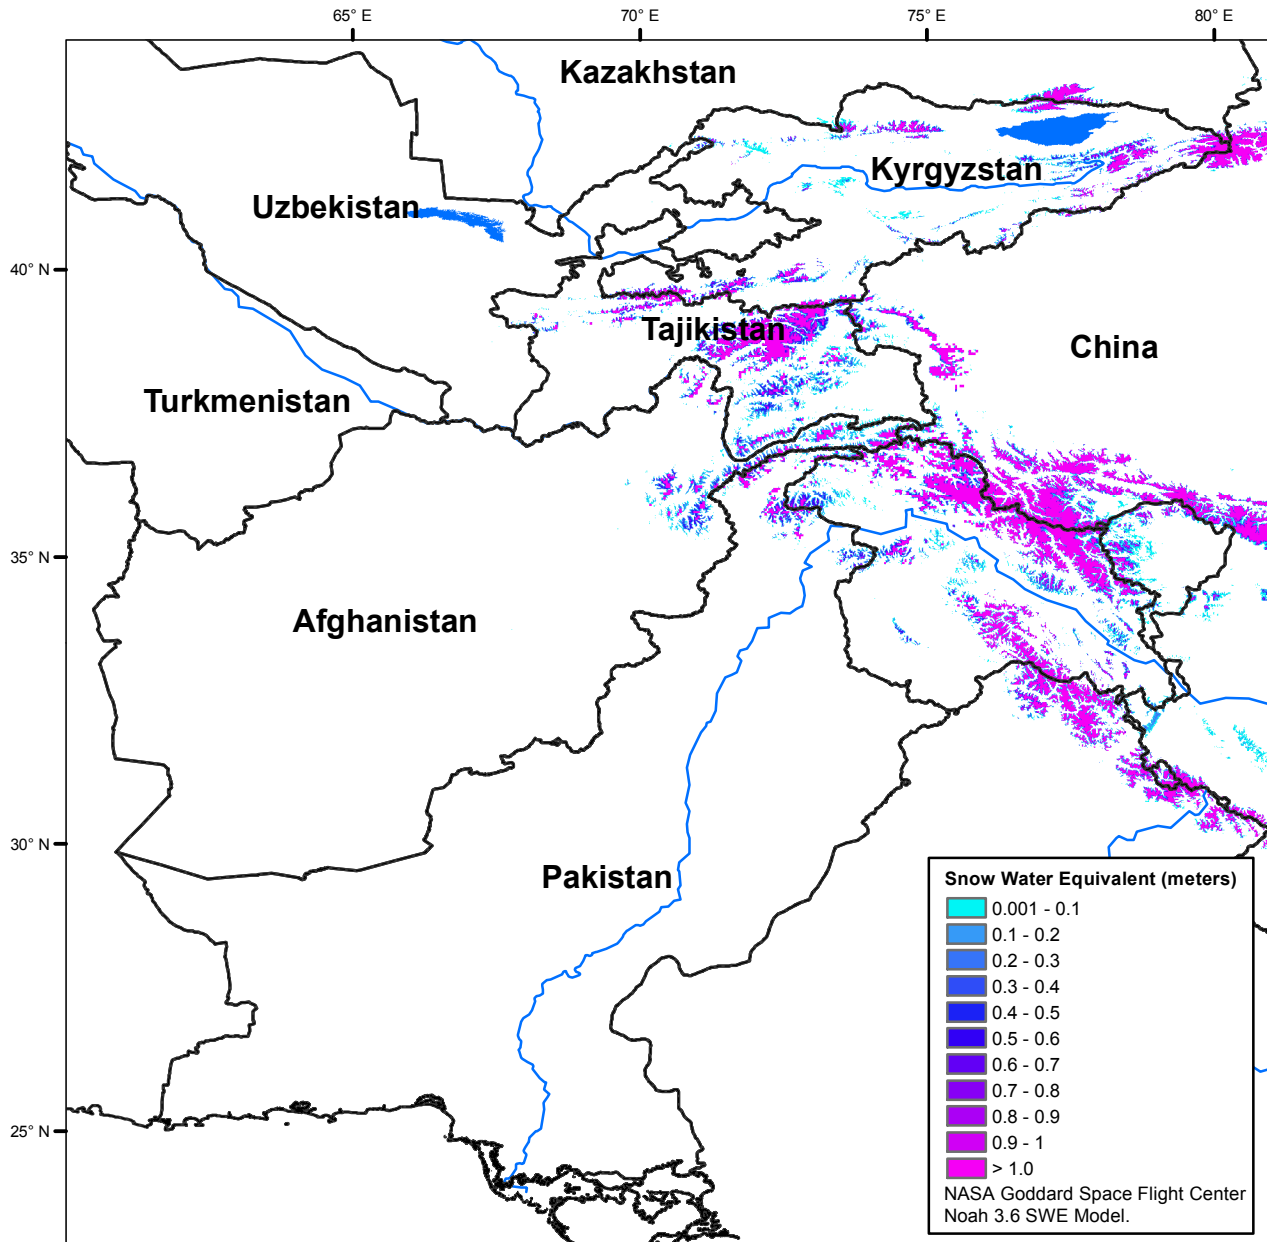 65° E
70° E
75° E
80° E
Kazakhstan
Kyrgyzstan
Uzbekistan
40° N
Tajikistan
China
Turkmenistan
35° N
Afghanistan
30° N
Pakistan
25° N
Snow Water Equivalent (meters)
0.001 - 0.1
0.1 - 0.2
0.2 - 0.3
0.3 - 0.4
0.4 - 0.5
0.5 - 0.6
0.6 - 0.7
0.7 - 0.8
0.8 - 0.9
0.9 - 1
> 1.0
NASA Goddard Space Flight Center
Noah 3.6 SWE Model.